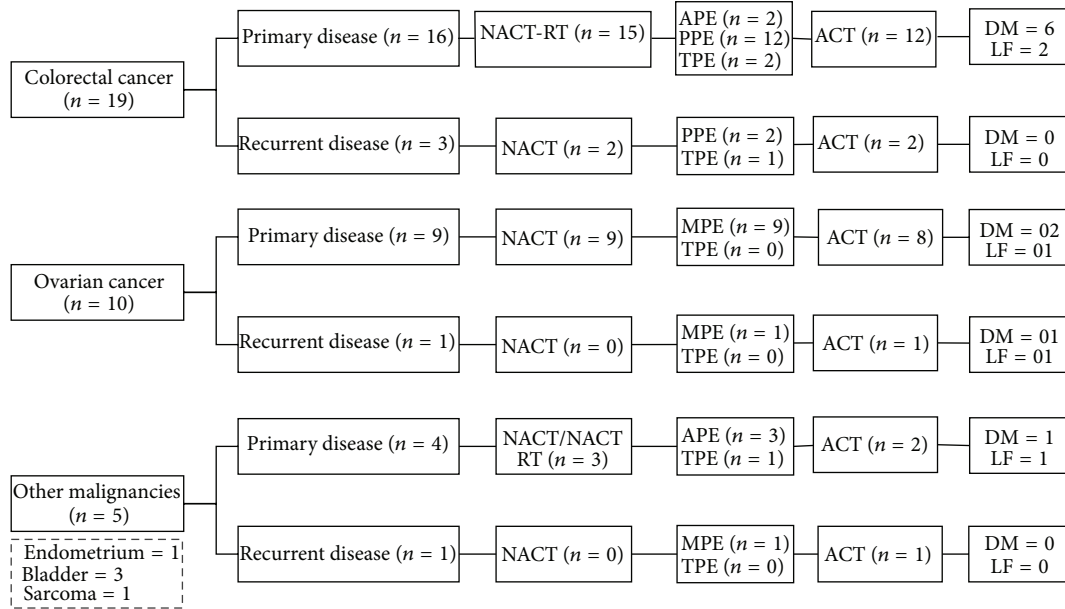 Colorectal cancer
(n = 19)
Primary disease (n = 16)
NACT-RT (n = 15)
APE (n = 2)
PPE (n = 12)
TPE (n = 2)
ACT (n = 12)
DM = 6
LF = 2
Recurrent disease (n = 3)
NACT (n = 2)
PPE (n = 2)
TPE (n = 1)
ACT (n = 2)
DM = 0
LF = 0
Ovarian cancer
(n = 10)
Primary disease (n = 9)
NACT (n = 9)
MPE (n = 9)
TPE (n = 0)
ACT (n = 8)
DM = 02
LF = 01
Recurrent disease (n = 1)
NACT (n = 0)
MPE (n = 1)
TPE (n = 0)
ACT (n = 1)
DM = 01
LF = 01
Other malignancies
(n = 5)
Endometrium = 1
Bladder = 3
Sarcoma = 1
Primary disease (n = 4)
NACT/NACT
RT (n = 3)
APE (n = 3)
TPE (n = 1)
ACT (n = 2)
DM = 1
LF = 1
Recurrent disease (n = 1)
NACT (n = 0)
MPE (n = 1)
TPE (n = 0)
ACT (n = 1)
DM = 0
LF = 0